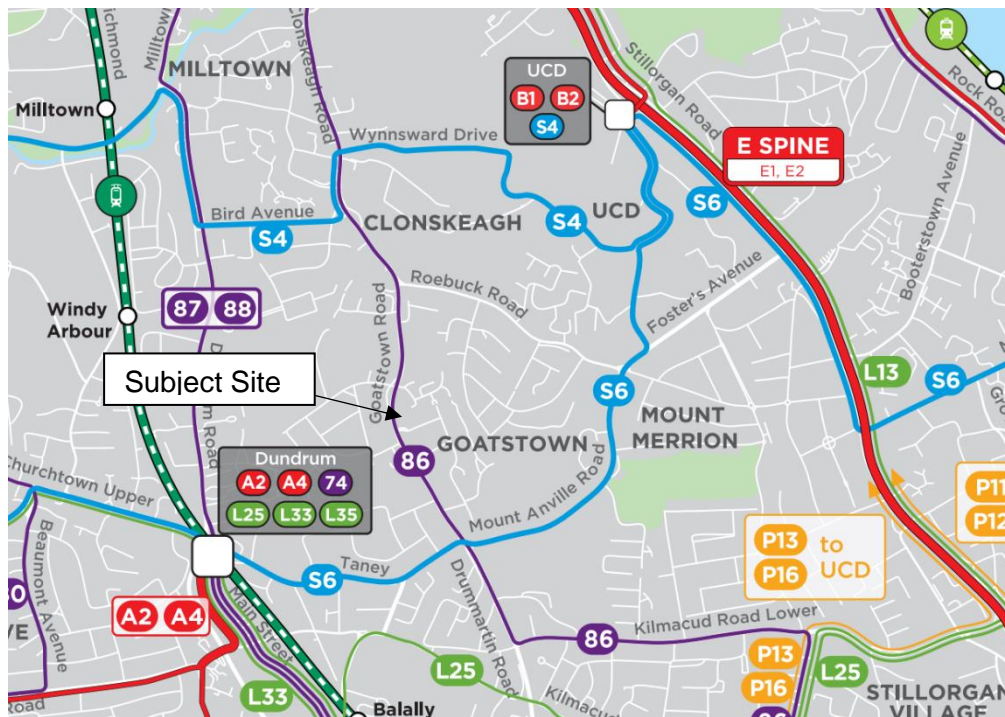 Richmond
Milltown
MILLTOWN
Clonskeagh Road
Milltown
UCD
B1 B2
S4
Stillorgan Road
Rock Ro
E SPINE
E1, E2
Wynnsward Drive
Bird Avenue
S4
CLONSKEAGH
S4
UCD
S6
Booterstown Avenue
Roebuck Road
Foster's Avenue
87 88
Windy
Arbour
Goatstown Road
Subject Site
L13
S6
S6
MOUNT
MERRION
GOATSTOWN
86
Dundrum
A2 A4 74
L25 L33 L35
Churchtown Upper
Mount Anville Road
P11
P12
P13 to
P16 UCD
Beaumont Avenue
Taney
S6
Drummartin Road
A2 A4
Main Street
86
Kilmacud Road Lower
P13
P16
L25
L25
L33
Balally
Kilmacud
STILLORGAN
VILLAGE